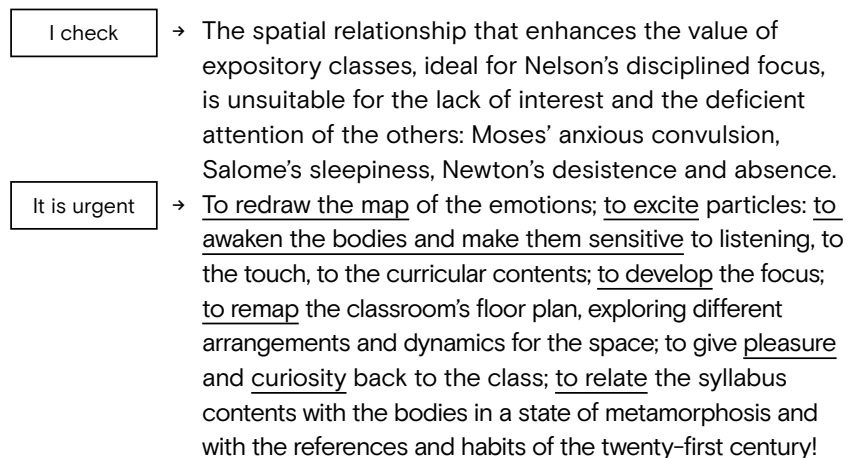 I check → The spatial relationship that enhances the value of
expository classes, ideal for Nelson’s disciplined focus,
is unsuitable for the lack of interest and the deficient
attention of the others: Moses’ anxious convulsion,
Salome’s sleepiness, Newton’s desistence and absence.
It is urgent → To redraw the map of the emotions; to excite particles: to
awaken the bodies and make them sensitive to listening, to
the touch, to the curricular contents; to develop the focus;
to remap the classroom’s floor plan, exploring different
arrangements and dynamics for the space; to give pleasure
and curiosity back to the class; to relate the syllabus
contents with the bodies in a state of metamorphosis and
with the references and habits of the twenty-first century!